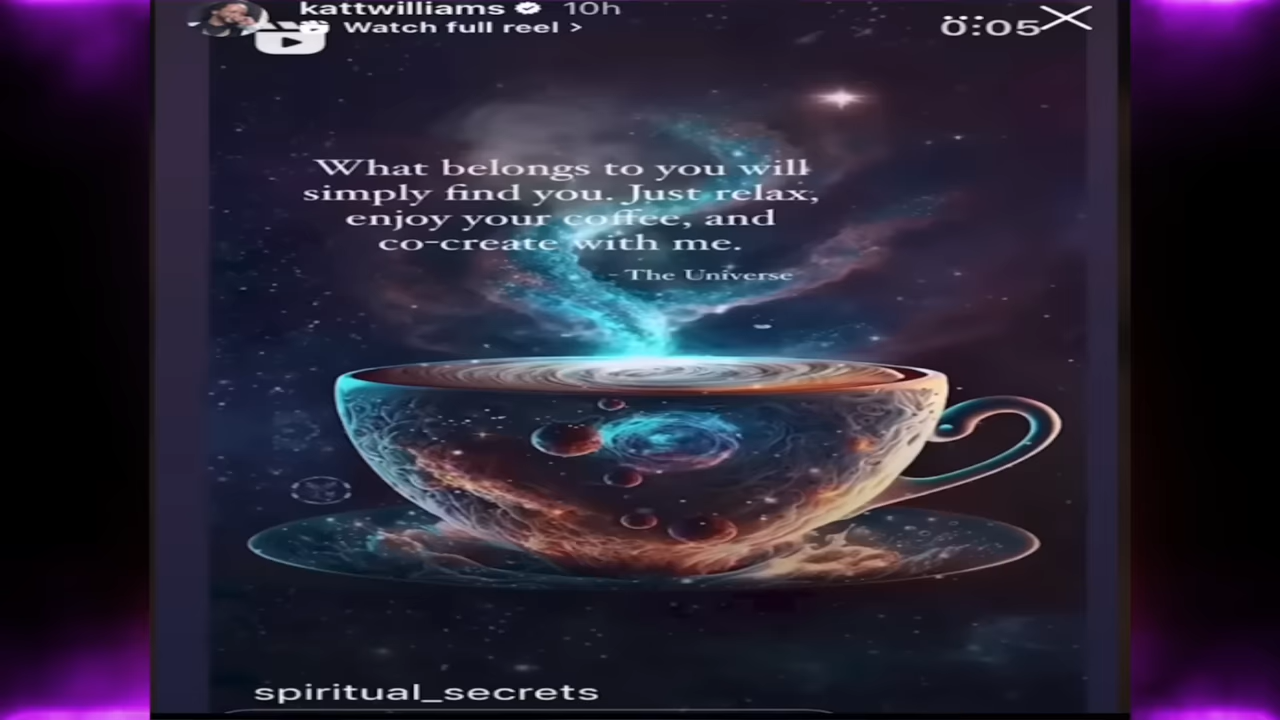 kattwilliams 10h
Watch full reel >
0:05
What belongs to you will
simply find you. Just relax,
enjoy your coffee, and
co-create with me.
- The Universe
spiritual_secrets